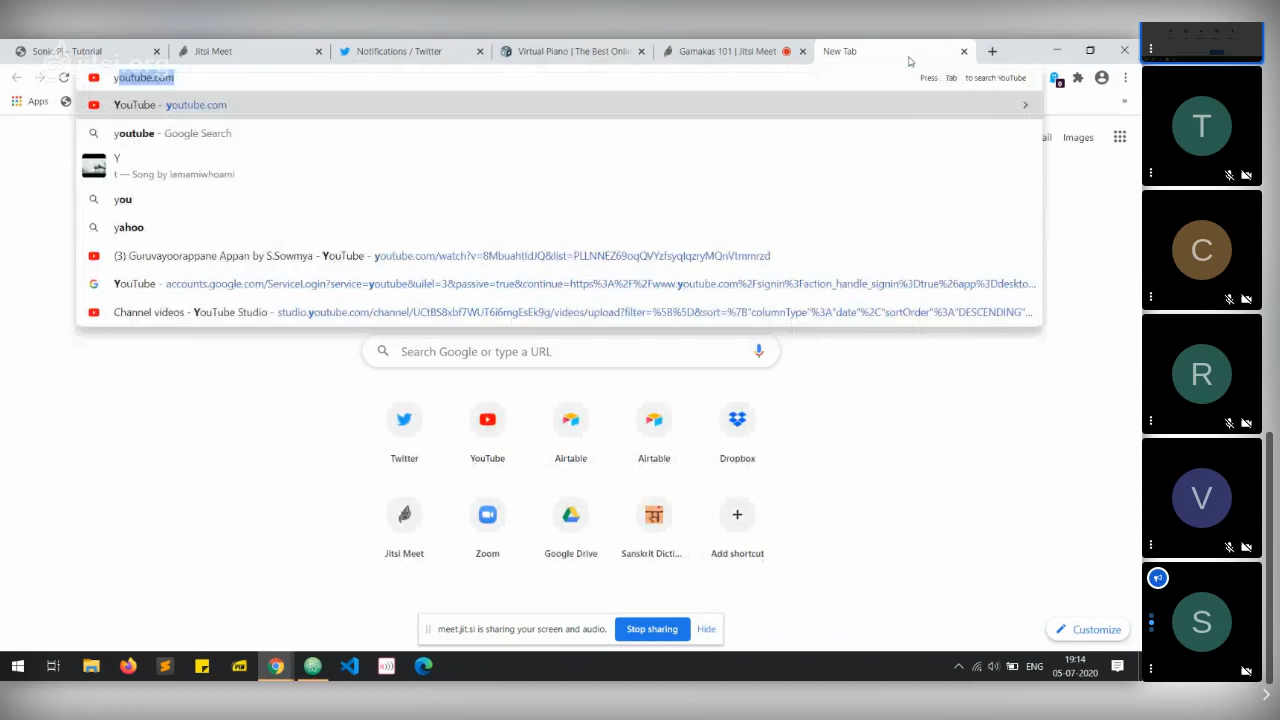 Sonic Pi - Tutorial
Jitsi Meet
Notifications / Twitter
Virtual Piano | The Best Onlin
Gamakas 101 | Jitsi Meet
New Tab
jitsi.org
youtube.com
Press Tab to search YouTube
Apps
YouTube - youtube.com
youtube - Google Search
Y
t — Song by iamamiwhoami
you
yahoo
(3) Guruvayoorappane Appan by S.Sowmya - YouTube - youtube.com/watch?v=8MbuahtIdJQ&list=PLLNNEZ69oqQVYzfsyqIqzryMQnVtmmrzd
YouTube - accounts.google.com/ServiceLogin?service=youtube&uilel=3&passive=true&continue=https%3A%2F%2Fwww.youtube.com%2Fsignin%3Faction_handle_signin%3Dtrue%26app%3Ddeskto...
Channel videos - YouTube Studio - studio.youtube.com/channel/UCtBS8xbf7WUT6i6mgEsEk9g/videos/upload?filter=%5B%5D&sort=%7B"columnType"%3A"date"%2C"sortOrder"%3A"DESCENDING"...
ail Images
Search Google or type a URL
Twitter
YouTube
Airtable
Airtable
Dropbox
Jitsi Meet
Zoom
Google Drive
Sanskrit Dicti...
Add shortcut
meet.jit.si is sharing your screen and audio.
Stop sharing
Hide
Customize
ENG
19:14
05-07-2020
T
C
R
V
S